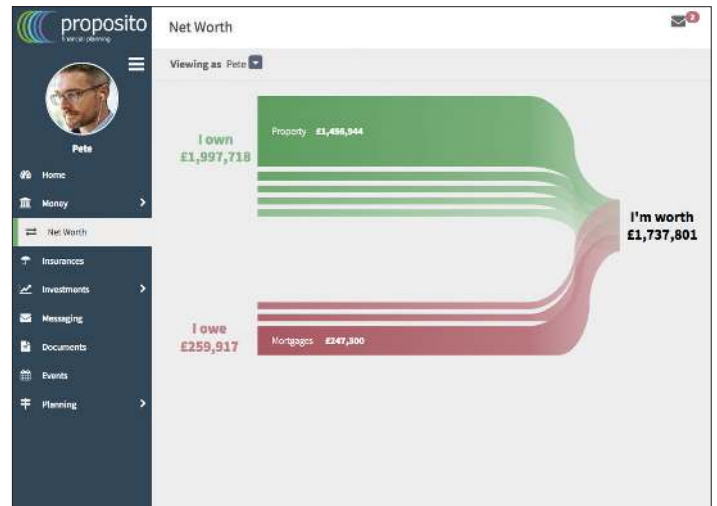 proposito
financial planning
Net Worth
2
Viewing as Pete
Pete
Home
Money
Net Worth
Insurances
Investments
Messaging
Documents
Events
Planning
I own
£1,997,718
Property £1,456,944
I'm worth
£1,737,801
I owe
£259,917
Mortgages £247,300